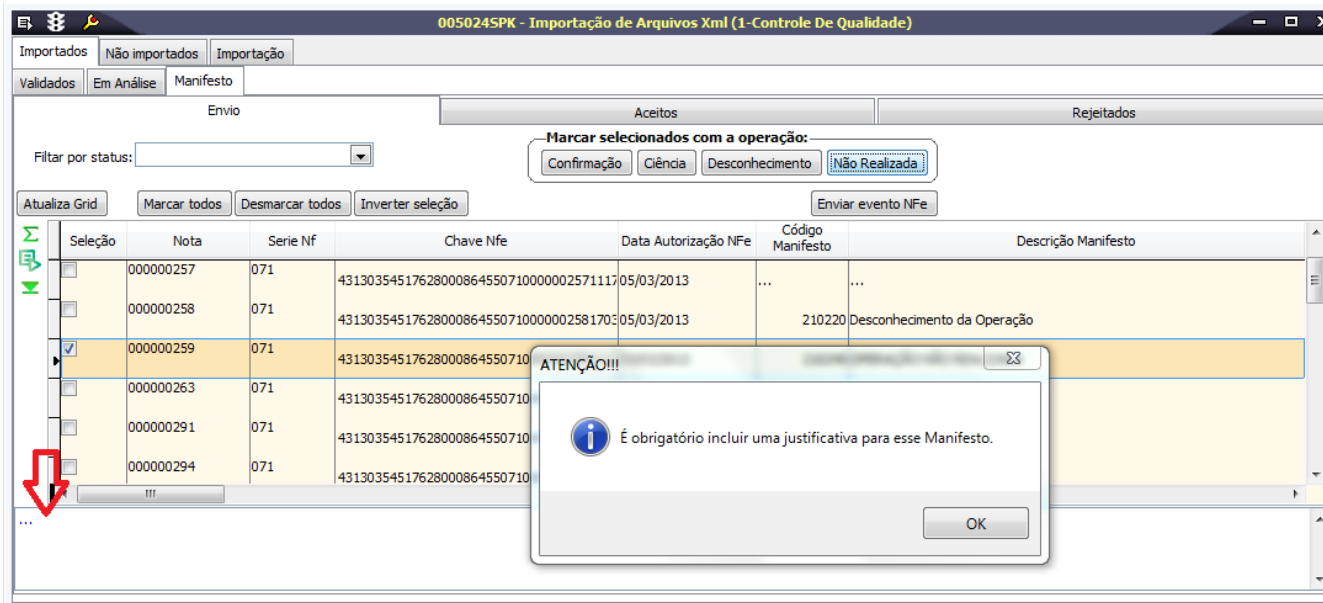 005024SPK - Importação de Arquivos Xml (1-Controle De Qualidade)
Importados Não importados Importação
Validados Em Análise Manifesto
Envio Aceitos Rejeitados
Marcar selecionados com a operação:
Filtar por status: Confirmação Ciência Desconhecimento Não Realizada
Atualiza Grid Marcar todos Desmarcar todos Inverter seleção Enviar evento NFe
Seleção Nota Serie Nf Chave Nfe Data Autorização NFe Código Manifesto Descrição Manifesto
000000257 071 4313035451762800086455071000000257111 05/03/2013 ... ...
000000258 071 4313035451762800086455071000000258170 05/03/2013 210220 Desconhecimento da Operação
000000259 071 43130354517628000864550710
000000263 071 43130354517628000864550710
000000291 071 43130354517628000864550710
000000294 071 43130354517628000864550710
ATENÇÃO!!!
É obrigatório incluir uma justificativa para esse Manifesto.
OK
...